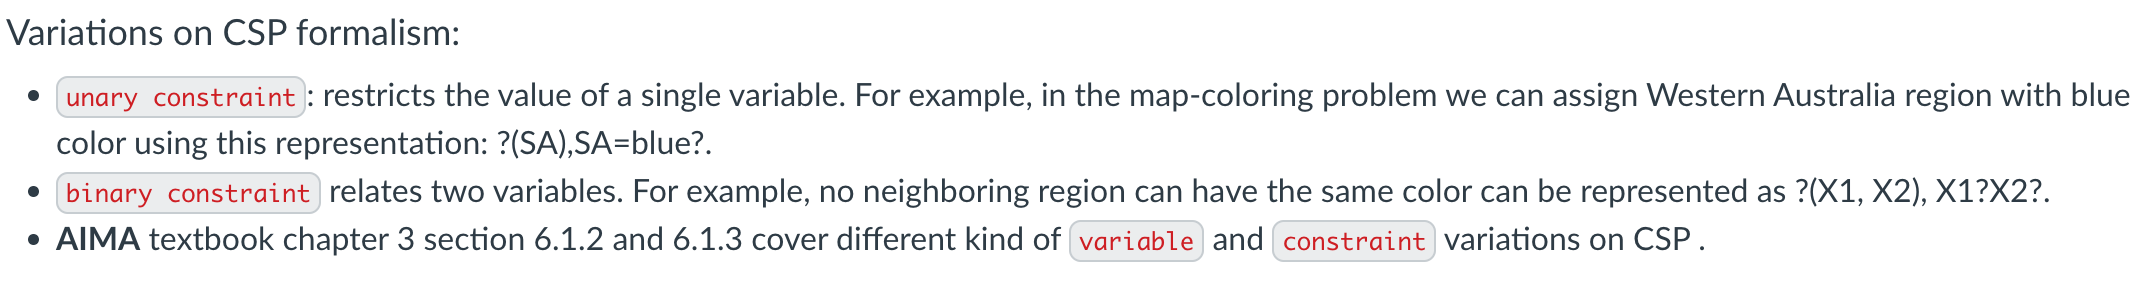 Variations on CSP formalism:
unary constraint: restricts the value of a single variable. For example, in the map-coloring problem we can assign Western Australia region with blue
color using this representation: ?(SA),SA=blue?.
binary constraint relates two variables. For example, no neighboring region can have the same color can be represented as ?(X1, X2), X1?X2?.
AIMA textbook chapter 3 section 6.1.2 and 6.1.3 cover different kind of variable and constraint variations on CSP .